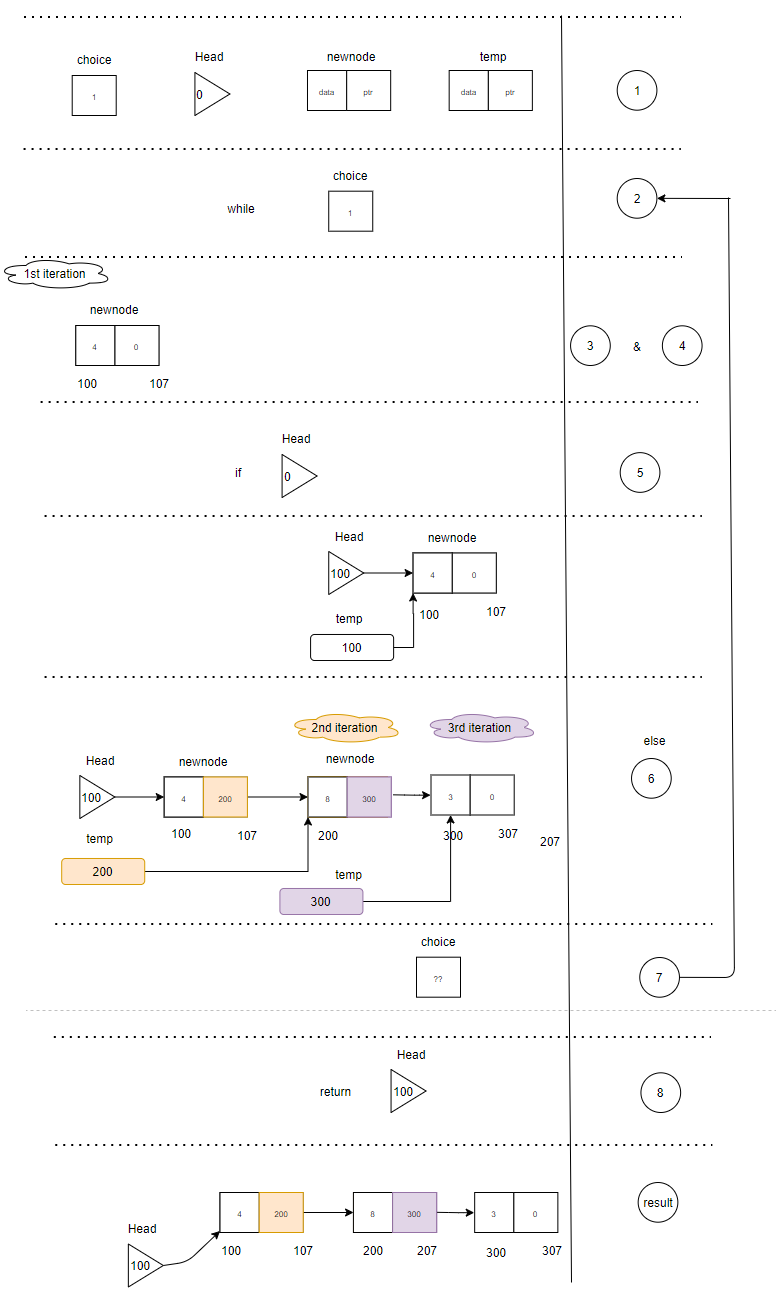 choice Head newnode temp
1 0 data ptr data ptr 1
choice
while 1 2
1st iteration
newnode
4 0 3 & 4
100 107
Head
if 0 5
Head newnode
100 4 0
100 107
temp
100
2nd iteration 3rd iteration
else
Head newnode newnode
100 4 200 8 300 3 0 6
100 107 200 300 307 207
temp
200
temp
300
choice
?? 7
Head
return 100 8
4 200 8 300 3 0 result
Head 100 107 200 207 300 307
100